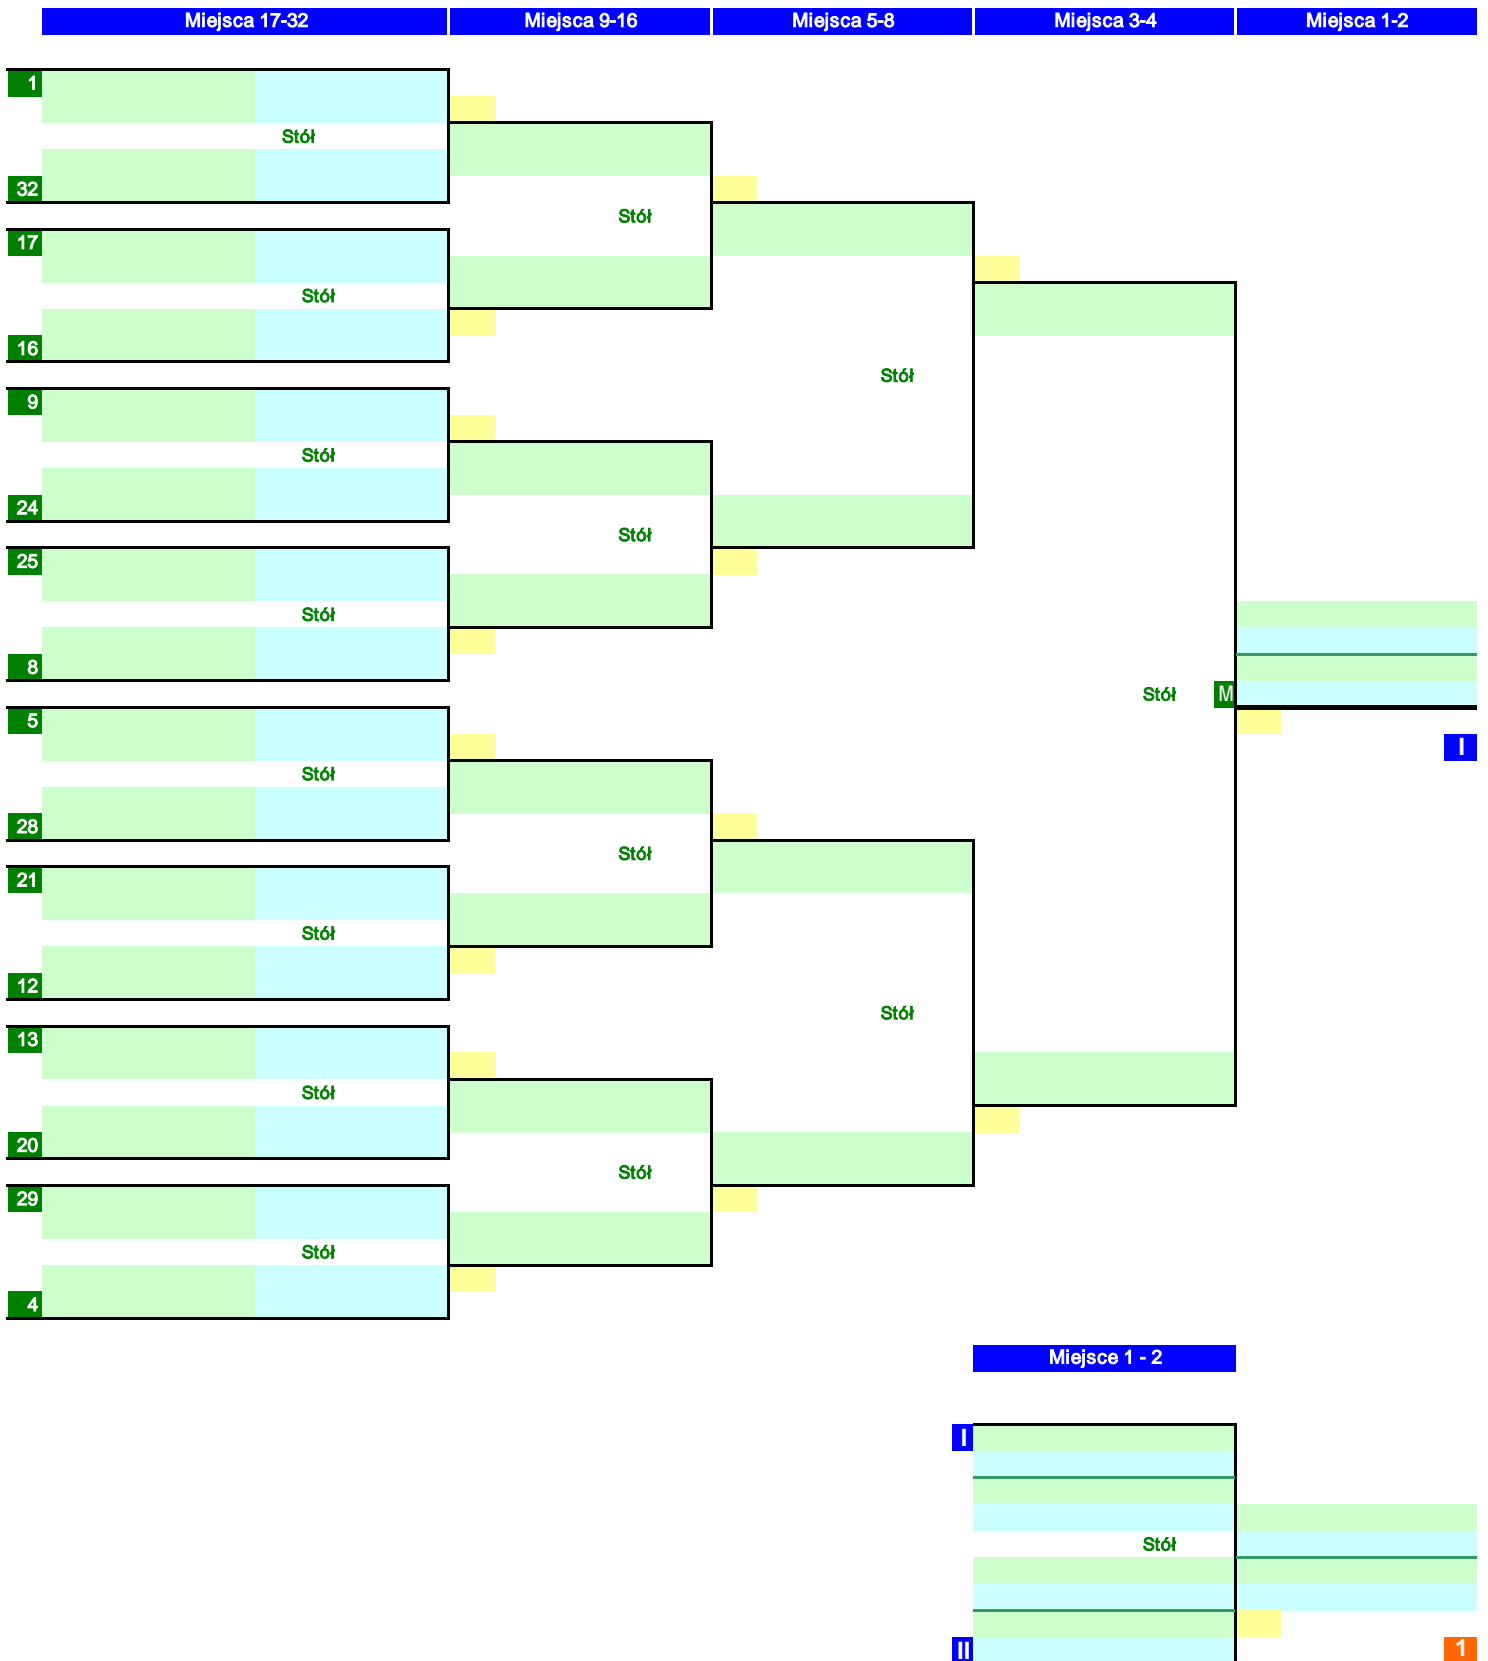 Miejsca 17-32 Miejsca 9-16 Miejsca 5-8 Miejsca 3-4 Miejsca 1-2
1
Stół
32
Stół
17
Stół
16
Stół
9
Stół
24
Stół
25
Stół
8
Stół M
5
I
Stół
28
Stół
21
Stół
12
Stół
13
Stół
20
Stół
29
Stół
4
Miejsce 1 - 2
I
Stół
II 1